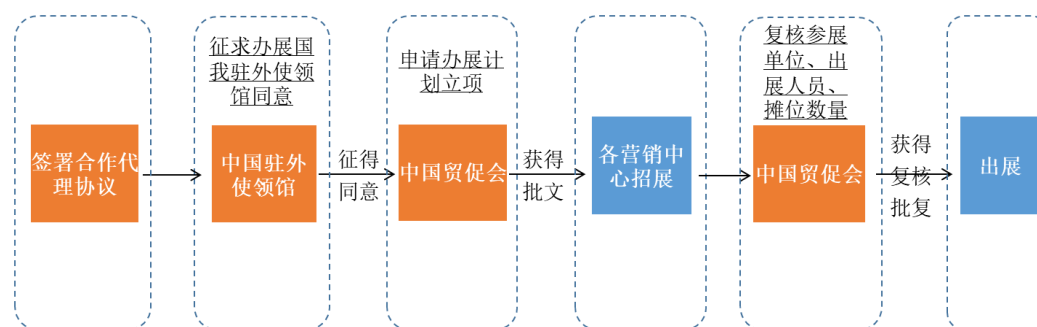 签署合作代
理协议
征求办展国
我驻外使领
馆同意
中国驻外
使领馆
征得
同意
申请办展计
划立项
中国贸促会
获得
批文
各营销中
心招展
复核参展
单位、出
展人员、
摊位数量
中国贸促会
获得
复核
批复
出展